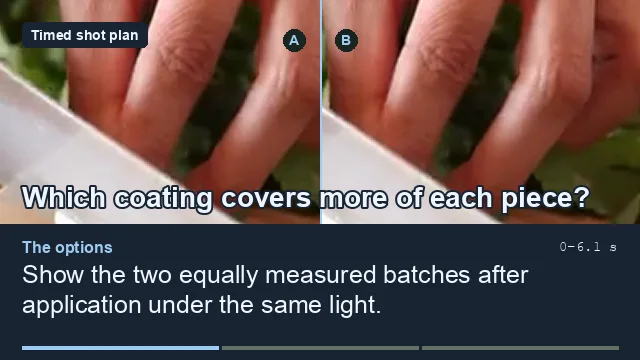 Timed shot plan
A
B
Which coating covers more of each piece?
The options
0–6.1 s
Show the two equally measured batches after
application under the same light.